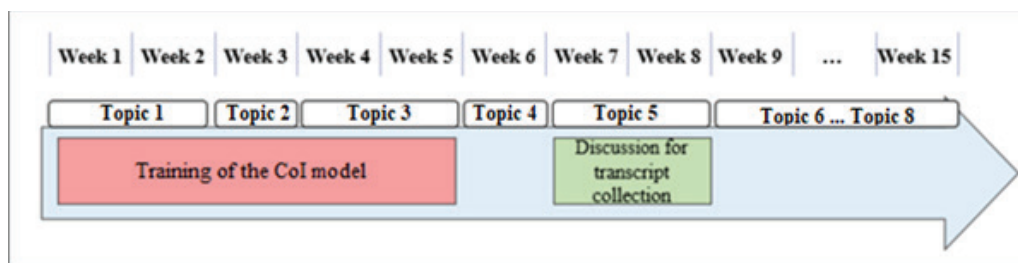 Week 1 Week 2 Week 3 Week 4 Week 5 Week 6 Week 7 Week 8 Week 9 ... Week 15
Topic 1 Topic 2 Topic 3 Topic 4 Topic 5 Topic 6 ... Topic 8
Training of the CoI model
Discussion for
transcript
collection